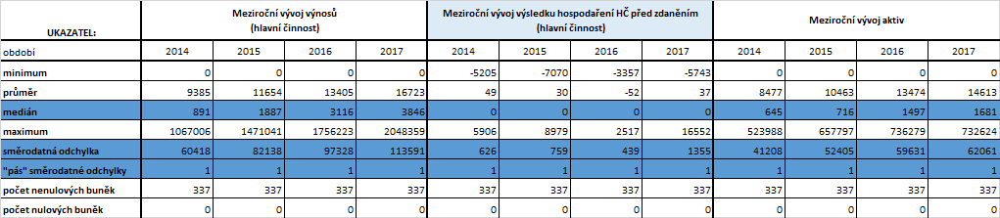 UKAZATEL: Meziroční vývoj výnosů (hlavní činnost) Meziroční vývoj výsledku hospodaření HČ před zdaněním (hlavní činnost) Meziroční vývoj aktiv
období 2014 2015 2016 2017 2014 2015 2016 2017 2014 2015 2016 2017
minimum 0 0 0 0 -5205 -7070 -3357 -5743 0 0 0 0
průměr 9385 11654 13405 16723 49 30 -52 37 8477 10463 13474 14613
medián 891 1887 3116 3846 0 0 0 0 645 716 1497 1681
maximum 1067006 1471041 1756223 2048359 5906 8979 2517 16552 523988 657797 736279 732624
směrodatná odchylka 60418 82138 97328 113591 626 759 439 1355 41208 52405 59631 62061
"pás" směrodatné odchylky 1 1 1 1 1 1 1 1 1 1 1 1
počet nenulových buněk 337 337 337 337 337 337 337 337 337 337 337 337
počet nulových buněk 0 0 0 0 0 0 0 0 0 0 0 0